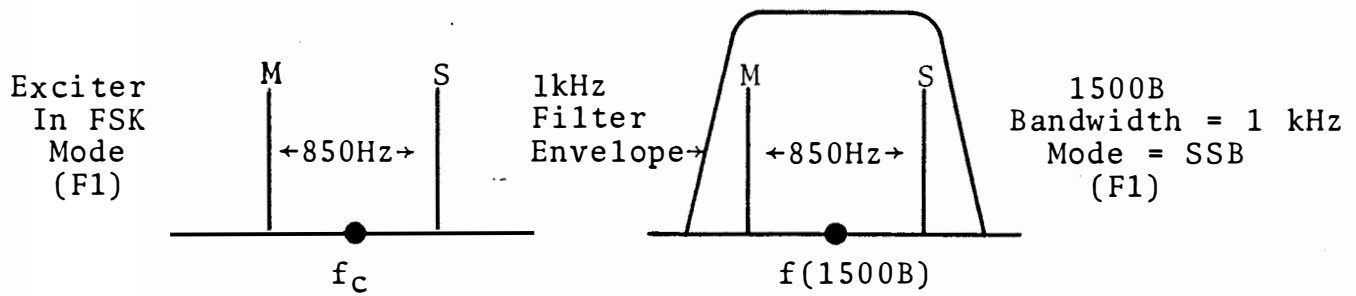 Exciter
In FSK
Mode
(F1)
M
S
←850Hz→
fc
1kHz
Filter
Envelope→
M
S
←850Hz→
f(1500B)
1500B
Bandwidth = 1 kHz
Mode = SSB
(F1)